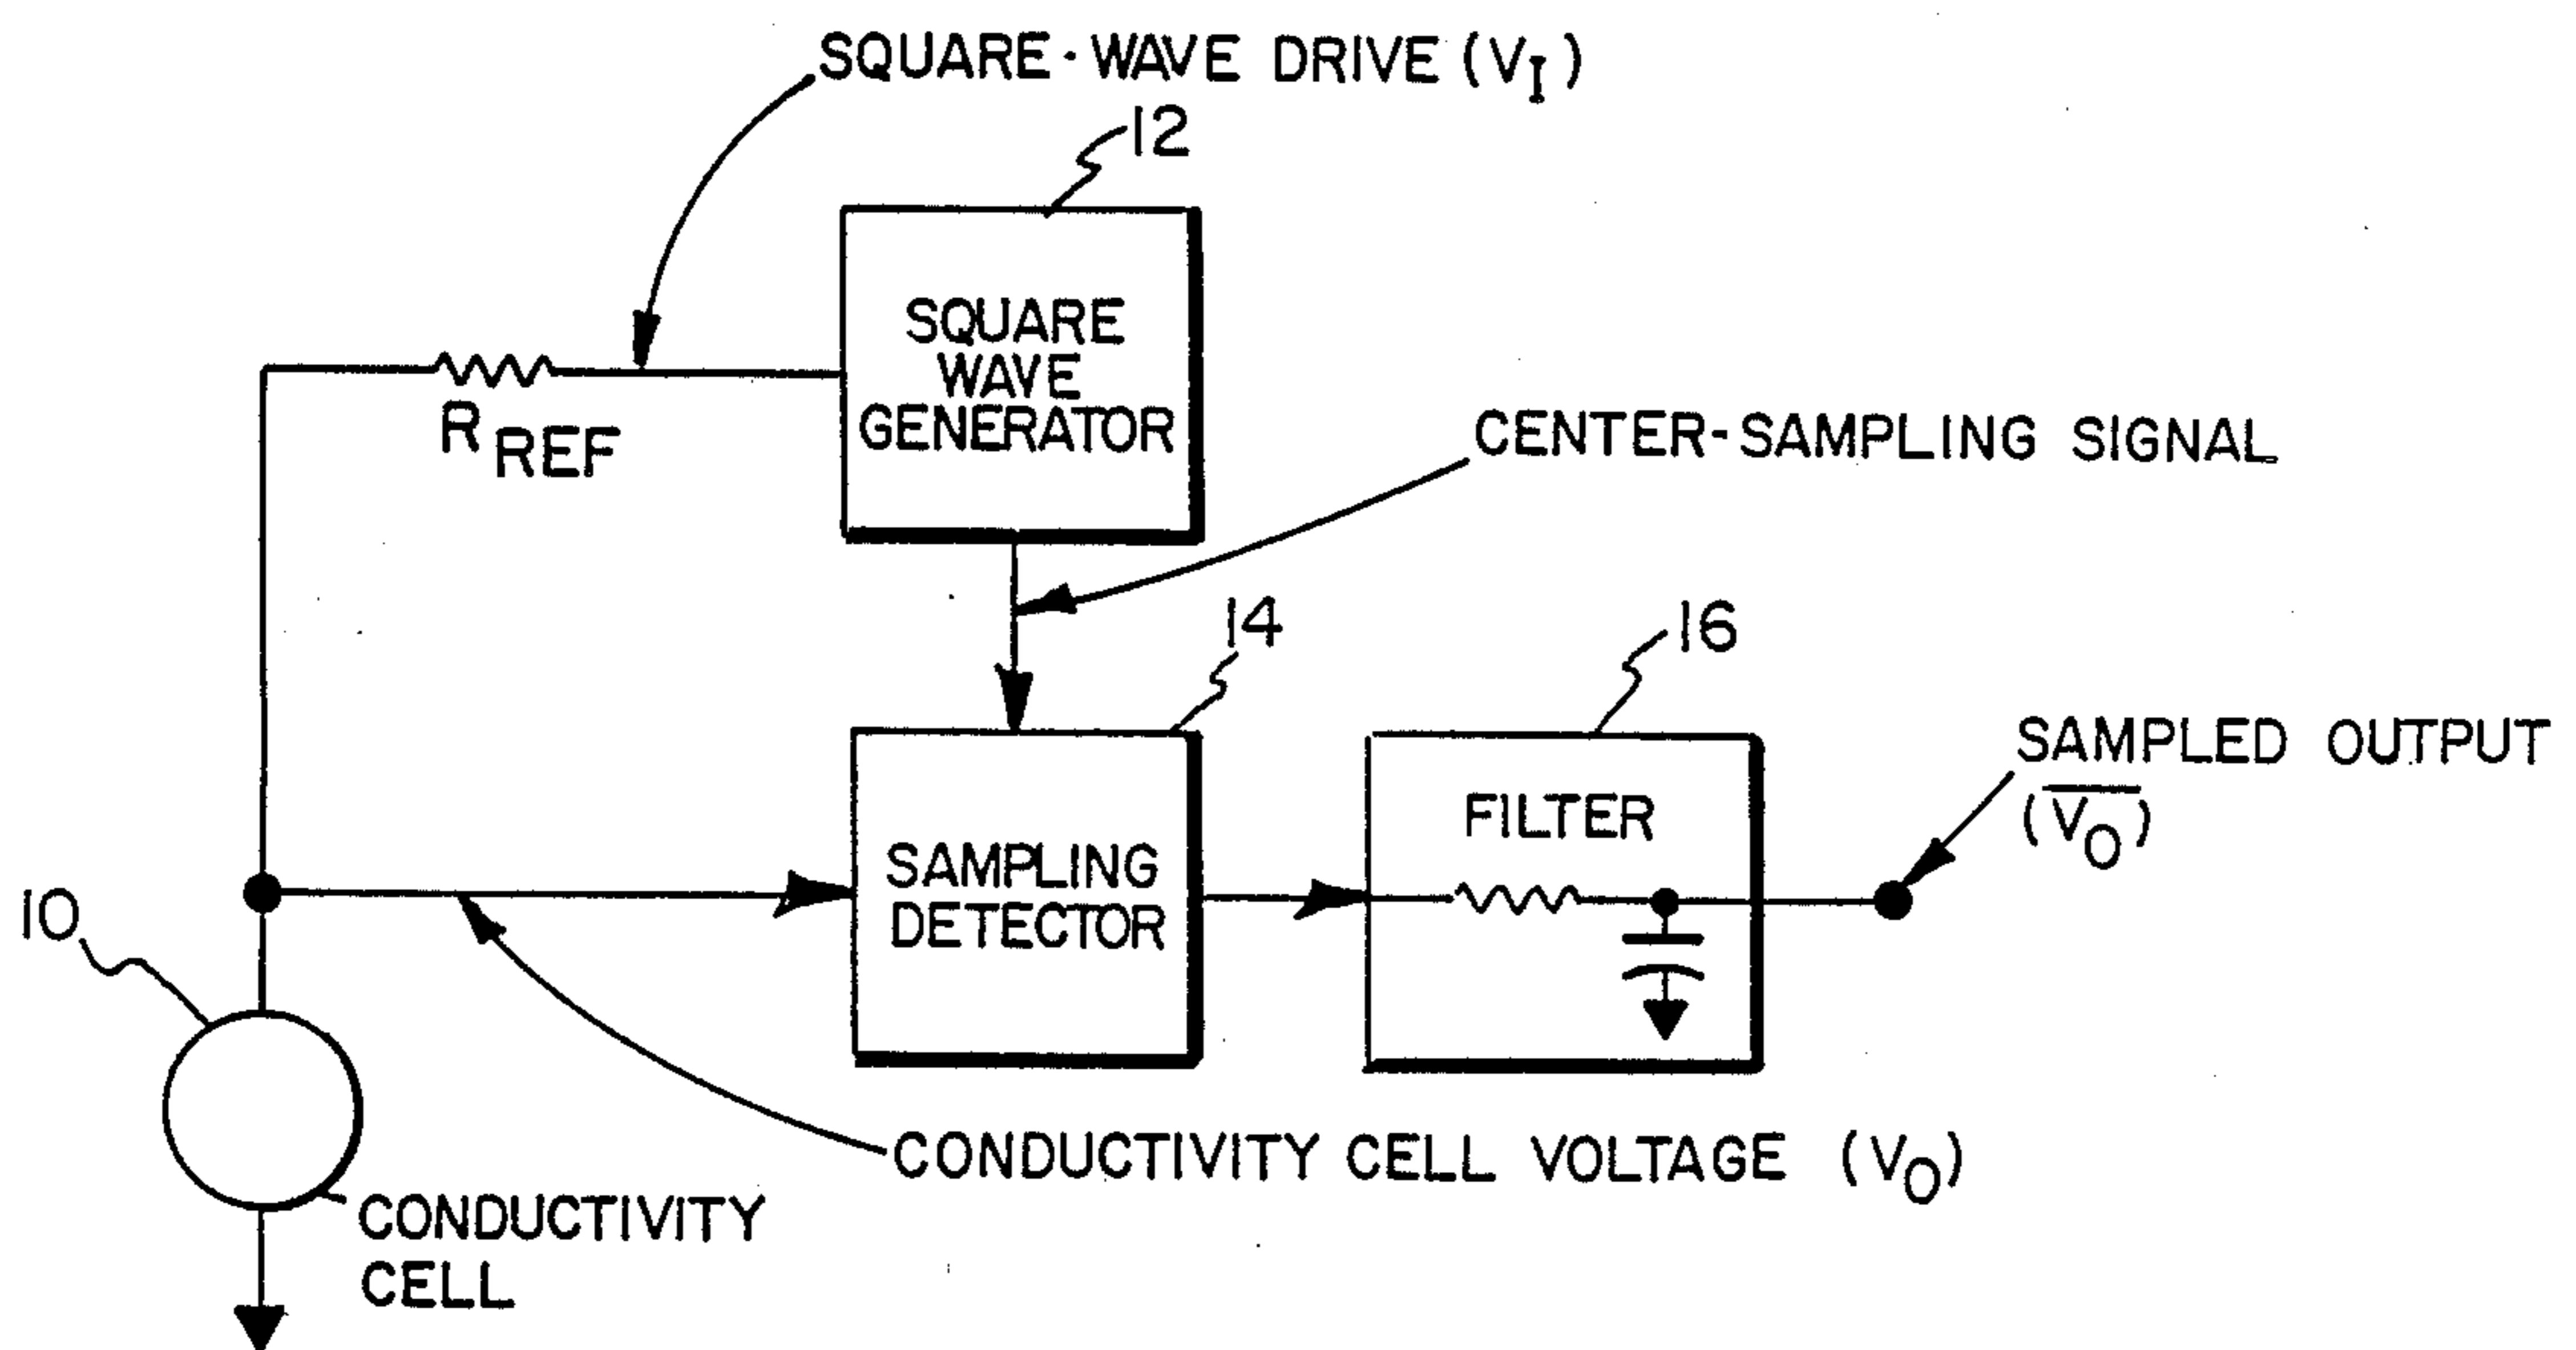 SQUARE-WAVE DRIVE (VI)
12
SQUARE
WAVE
GENERATOR
RREF
CENTER-SAMPLING SIGNAL
14
16
SAMPLED OUTPUT
(V̅O̅)
FILTER
SAMPLING
DETECTOR
10
CONDUCTIVITY CELL VOLTAGE (VO)
CONDUCTIVITY
CELL